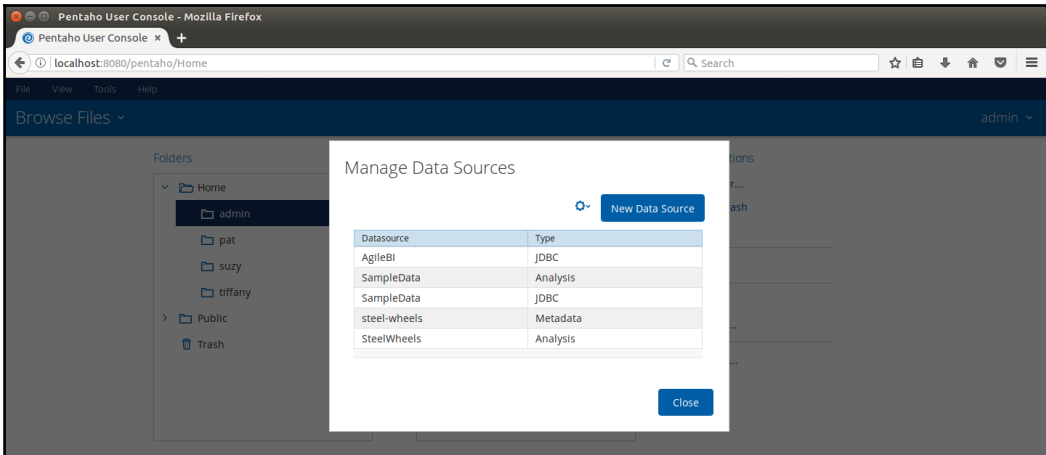 Pentaho User Console - Mozilla Firefox
Pentaho User Console × +
localhost:8080/pentaho/Home Search
File View Tools Help
Browse Files admin
Folders tions
Manage Data Sources
Home r...
New Data Source
admin ash
Datasource Type
pat
AgileBI JDBC
suzy
SampleData Analysis
tiffany
SampleData JDBC
Public
steel-wheels Metadata
...
Trash
SteelWheels Analysis
...
Close